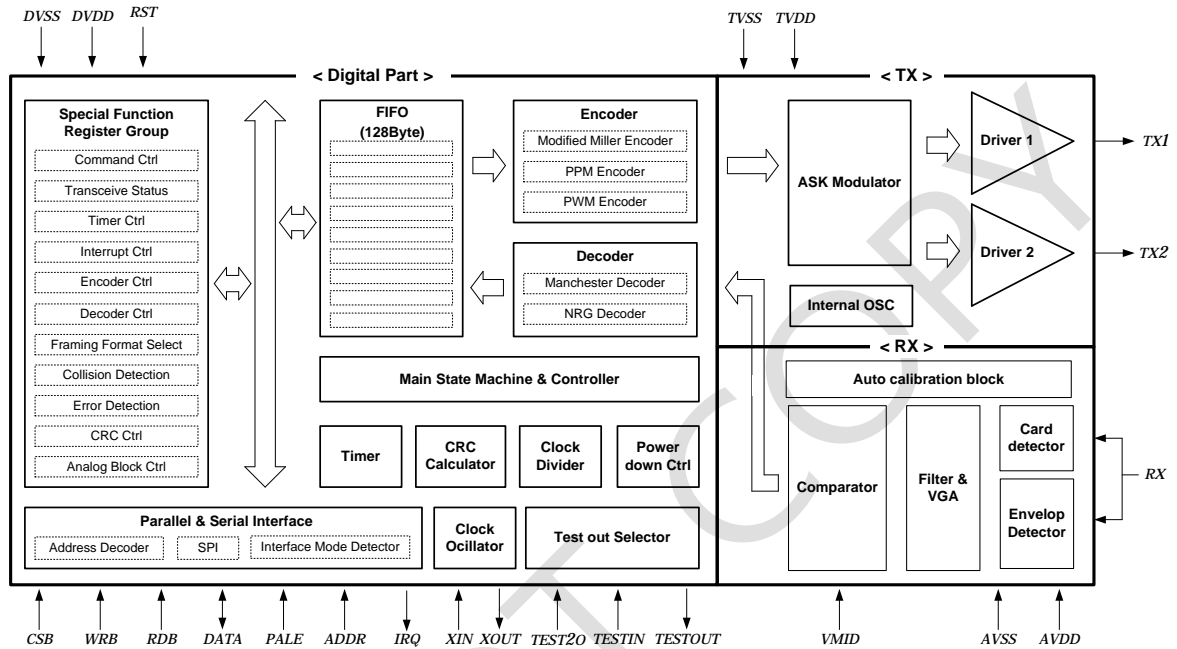 DVSS DVDD RST
TVSS TVDD
< Digital Part >
Special Function
Register Group
Command Ctrl
Transceive Status
Timer Ctrl
Interrupt Ctrl
Encoder Ctrl
Decoder Ctrl
Framing Format Select
Collision Detection
Error Detection
CRC Ctrl
Analog Block Ctrl
FIFO
(128Byte)
Encoder
Modified Miller Encoder
PPM Encoder
PWM Encoder
Decoder
Manchester Decoder
NRG Decoder
Main State Machine & Controller
Timer
CRC
Calculator
Clock
Divider
Power
down Ctrl
Parallel & Serial Interface
Address Decoder
SPI
Interface Mode Detector
Clock
Ocillator
Test out Selector
< TX >
ASK Modulator
Driver 1
Driver 2
TX1
TX2
Internal OSC
< RX >
Auto calibration block
Comparator
Filter &
VGA
Card
detector
Envelop
Detector
RX
CSB WRB RDB DATA PALE ADDR IRQ XIN XOUT TEST2O TESTIN TESTOUT VMID AVSS AVDD
T COPY